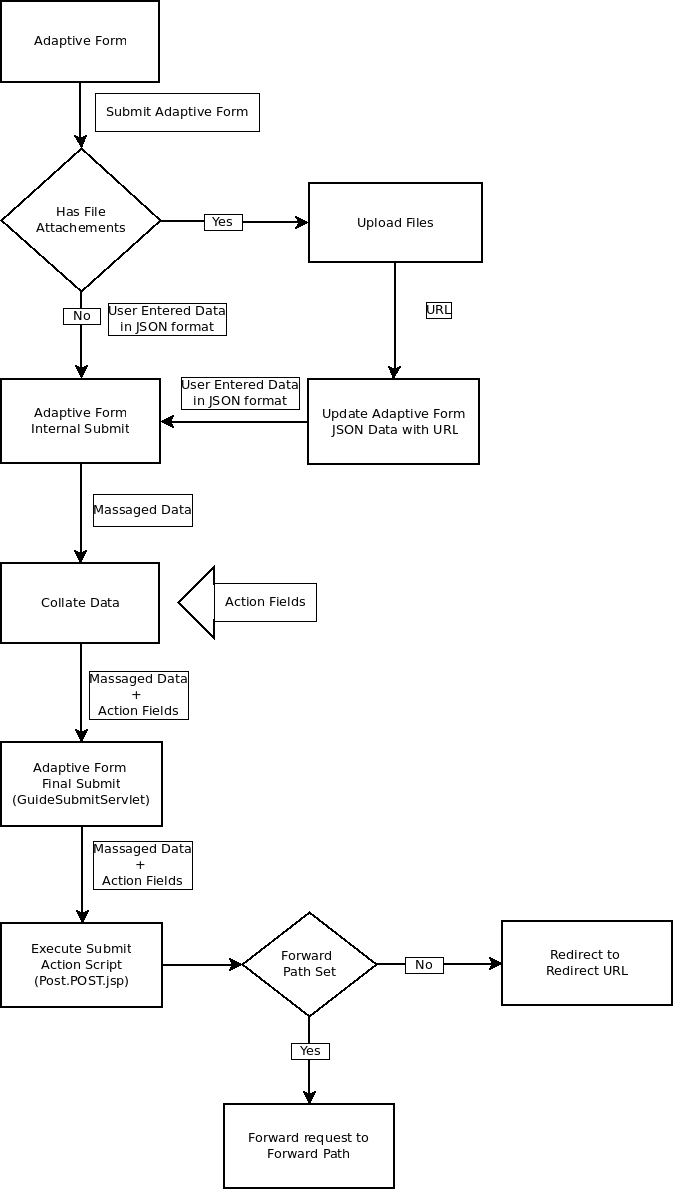 Adaptive Form
Submit Adaptive Form
Has File
Attachements
Yes
Upload Files
No
User Entered Data
in JSON format
URL
User Entered Data
in JSON format
Adaptive Form
Internal Submit
Update Adaptive Form
JSON Data with URL
Massaged Data
Collate Data
Action Fields
Massaged Data
+
Action Fields
Adaptive Form
Final Submit
(GuideSubmitServlet)
Massaged Data
+
Action Fields
Execute Submit
Action Script
(Post.POST.jsp)
Forward
Path Set
No
Redirect to
Redirect URL
Yes
Forward request to
Forward Path